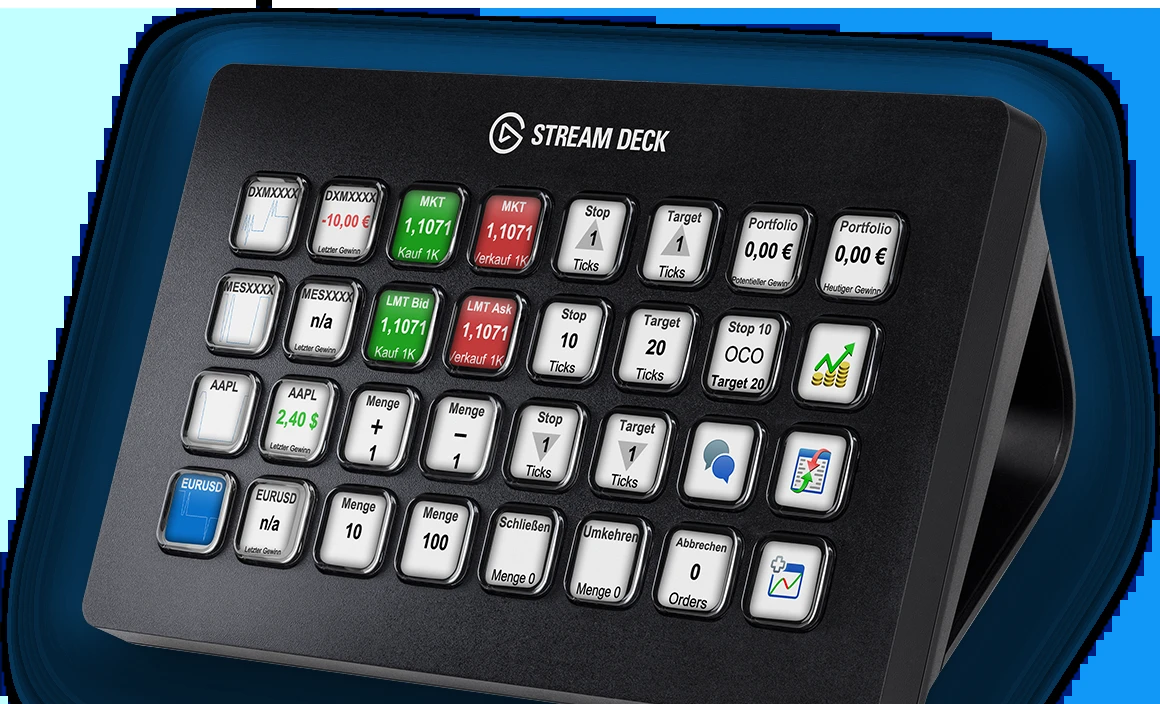 STREAM DECK
DXMXXXX
DXMXXXX
-10,00 €
Letzter Gewinn
MKT
1,1071
Kauf 1K
MKT
1,1071
Verkauf 1K
Stop
1
Ticks
Target
1
Ticks
Portfolio
0,00 €
Potentieller Gewinn
Portfolio
0,00 €
Heutiger Gewinn
MESXXXX
MESXXXX
n/a
Letzter Gewinn
LMT Bid
1,1071
Kauf 1K
LMT Ask
1,1071
Verkauf 1K
Stop
10
Ticks
Target
20
Ticks
Stop 10
OCO
Target 20
AAPL
AAPL
2,40 $
Letzter Gewinn
Menge
+
1
Menge
–
1
Stop
1
Ticks
Target
1
Ticks
EURUSD
EURUSD
n/a
Letzter Gewinn
Menge
10
Menge
100
Schließen
Menge 0
Umkehren
Menge 0
Abbrechen
0
Orders